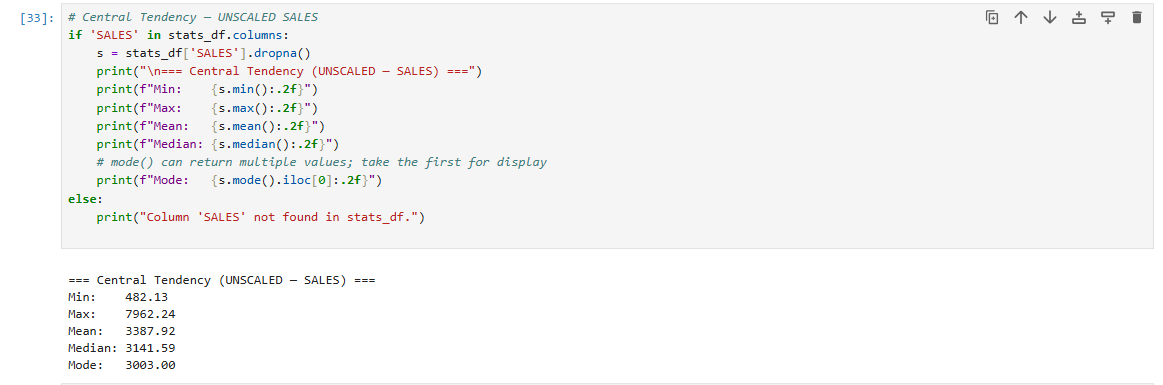 [33]: # Central Tendency — UNSCALED SALES
if 'SALES' in stats_df.columns:
    s = stats_df['SALES'].dropna()
    print("\n=== Central Tendency (UNSCALED — SALES) ===")
    print(f"Min:    {s.min():.2f}")
    print(f"Max:    {s.max():.2f}")
    print(f"Mean:   {s.mean():.2f}")
    print(f"Median: {s.median():.2f}")
    # mode() can return multiple values; take the first for display
    print(f"Mode:   {s.mode().iloc[0]:.2f}")
else:
    print("Column 'SALES' not found in stats_df.")
=== Central Tendency (UNSCALED — SALES) ===
Min:    482.13
Max:    7962.24
Mean:   3387.92
Median: 3141.59
Mode:   3003.00